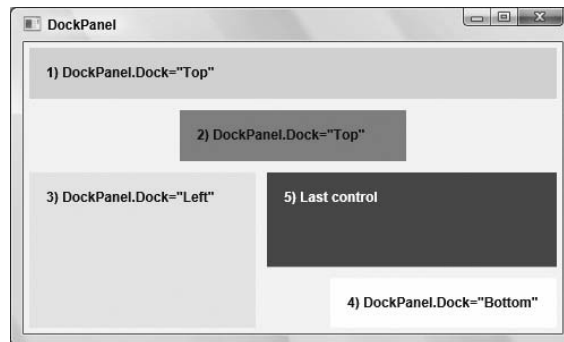 DockPanel
1) DockPanel.Dock="Top"
2) DockPanel.Dock="Top"
3) DockPanel.Dock="Left"
5) Last control
4) DockPanel.Dock="Bottom"